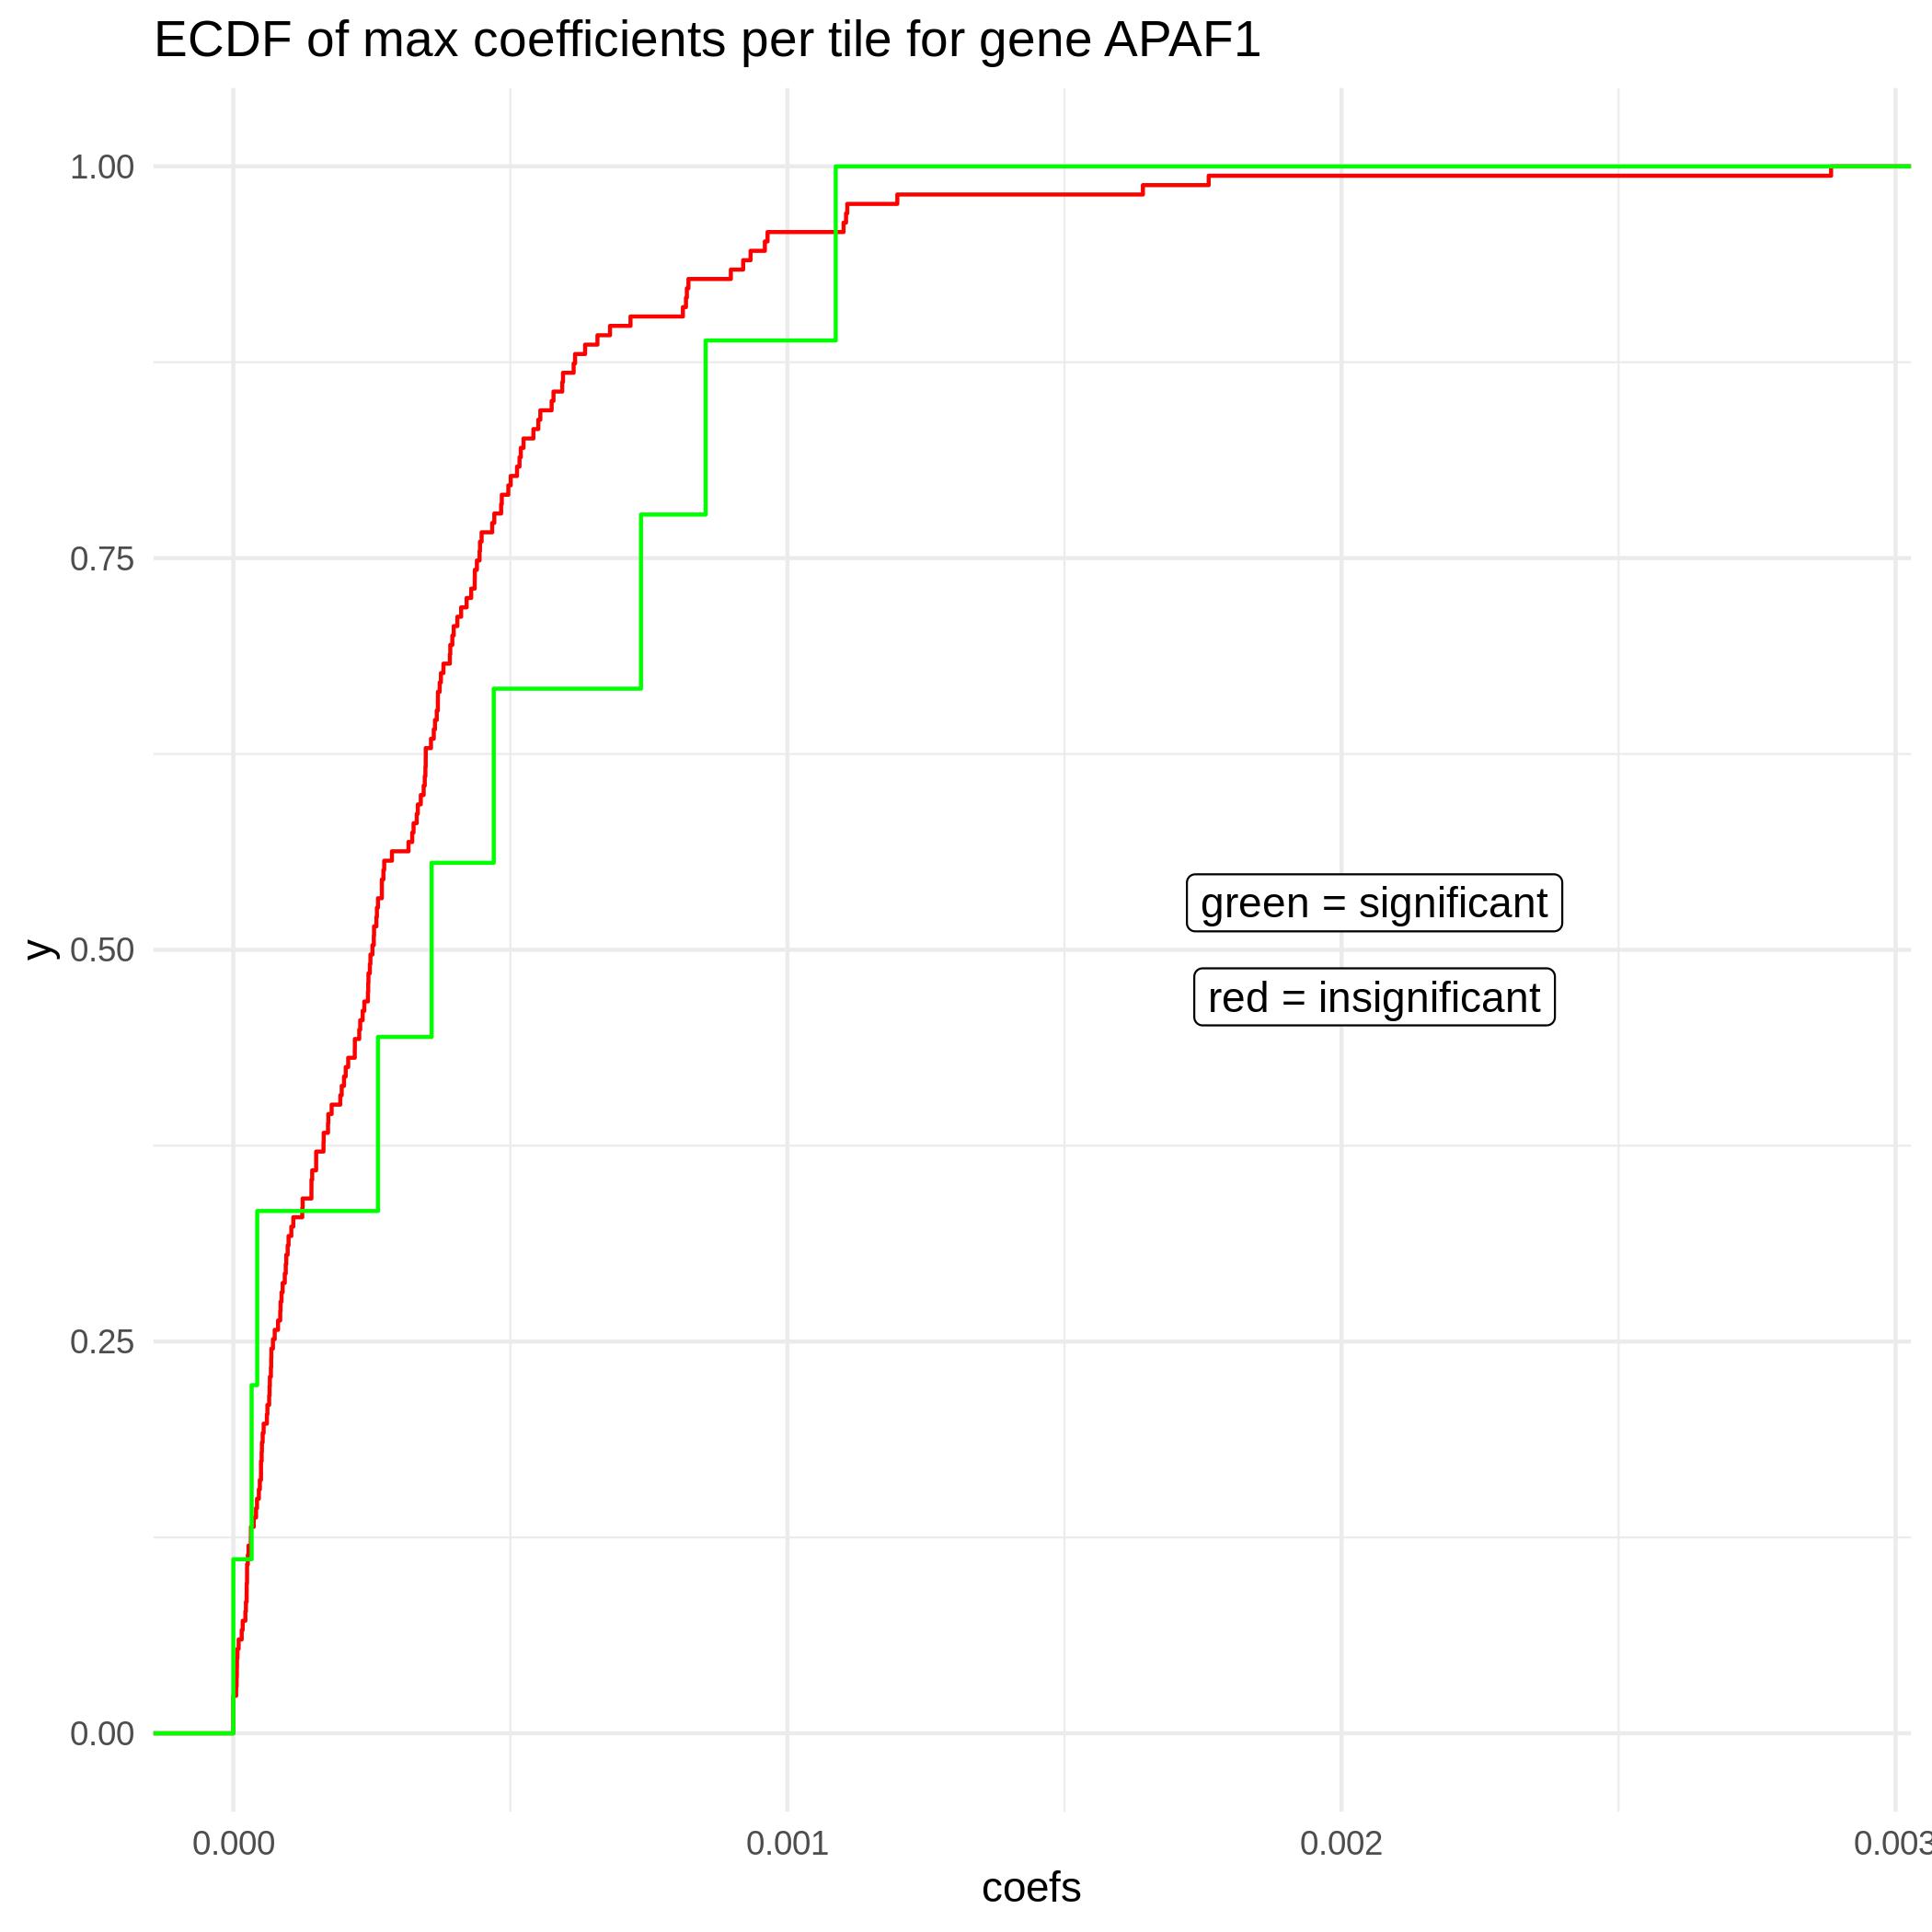 ECDF of max coefficients per tile for gene APAF1
1.00
0.75
0.50
0.25
0.00
y
green = significant
red = insignificant
0.000 0.001 0.002 0.003
coefs